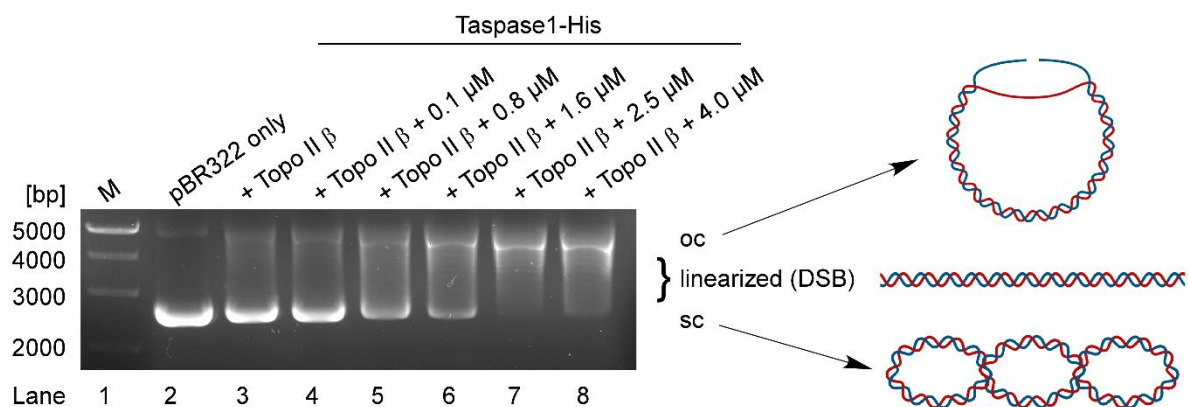 Taspase1-His
[bp]
M
pBR322 only
+ Topo II β
+ Topo II β + 0.1 µM
+ Topo II β + 0.8 µM
+ Topo II β + 1.6 µM
+ Topo II β + 2.5 µM
+ Topo II β + 4.0 µM
5000
4000
3000
2000
oc
} linearized (DSB)
sc
Lane 1 2 3 4 5 6 7 8